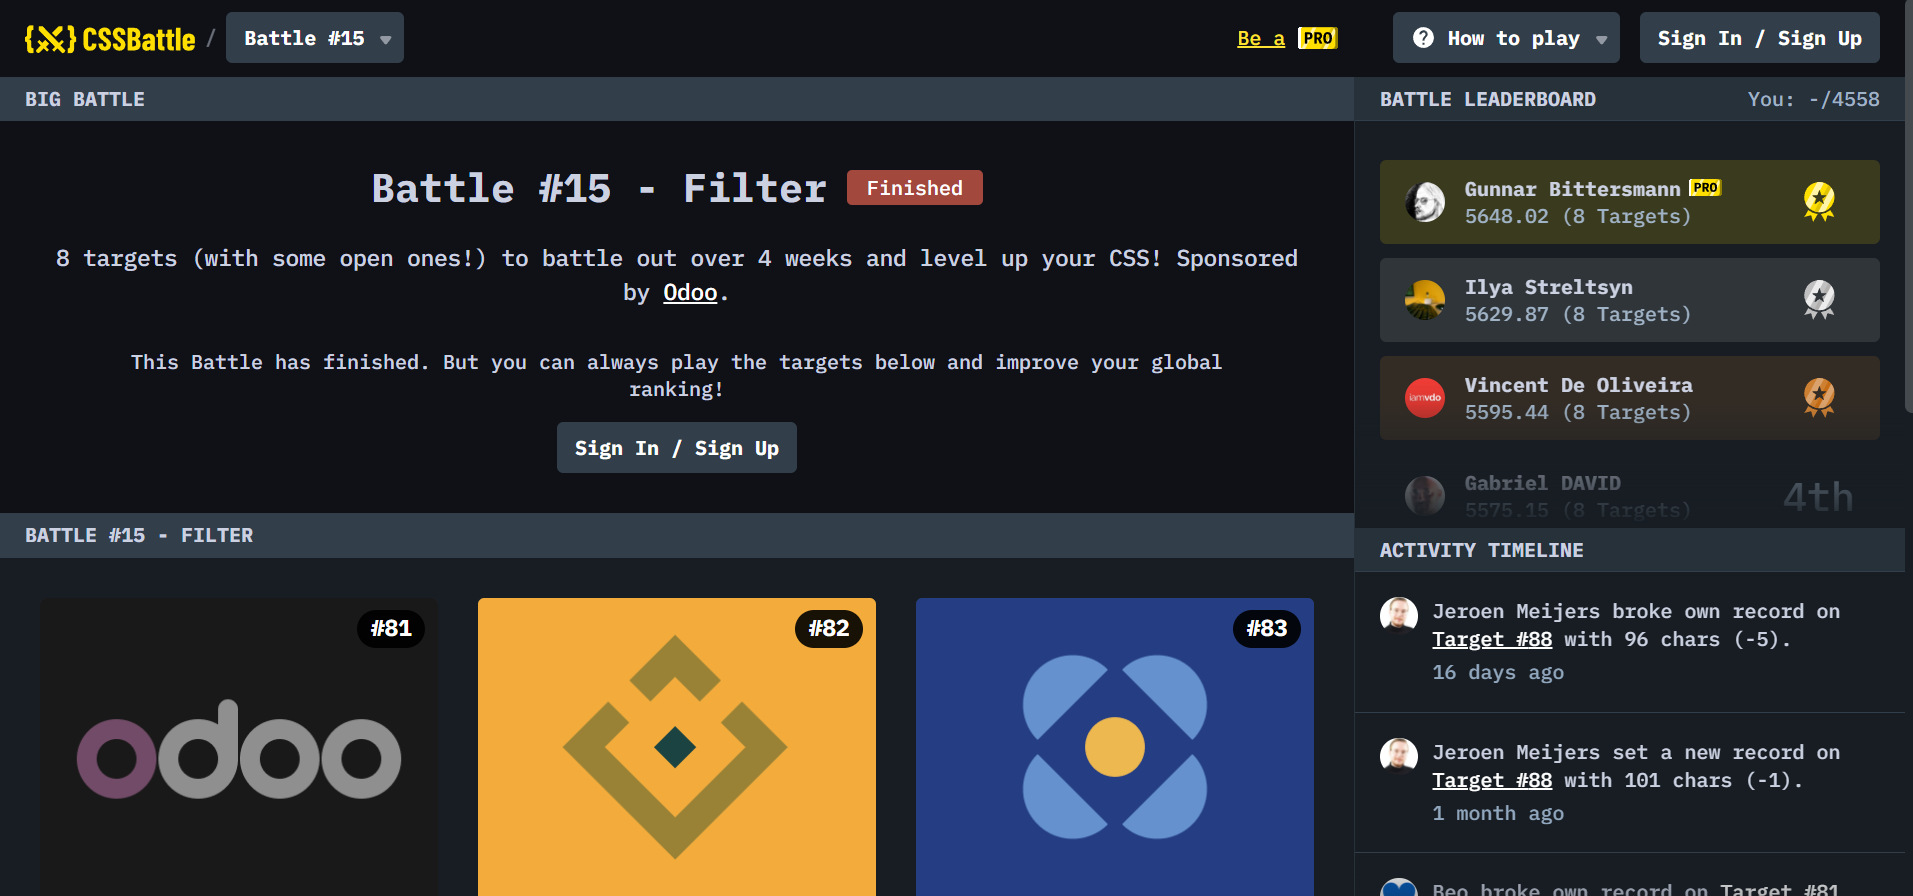 CSSBattle / Battle #15
Be a PRO
How to play
Sign In / Sign Up
BIG BATTLE
Battle #15 - Filter Finished
8 targets (with some open ones!) to battle out over 4 weeks and level up your CSS! Sponsored
by Odoo.
This Battle has finished. But you can always play the targets below and improve your global
ranking!
Sign In / Sign Up
BATTLE #15 - FILTER
#81
odoo
#82
#83
BATTLE LEADERBOARD You: -/4558
Gunnar Bittersmann PRO
5648.02 (8 Targets)
Ilya Streltsyn
5629.87 (8 Targets)
iamvdo
Vincent De Oliveira
5595.44 (8 Targets)
Gabriel DAVID
5575.15 (8 Targets)
4th
ACTIVITY TIMELINE
Jeroen Meijers broke own record on
Target #88 with 96 chars (-5).
16 days ago
Jeroen Meijers set a new record on
Target #88 with 101 chars (-1).
1 month ago
Beo broke own record on Target #81